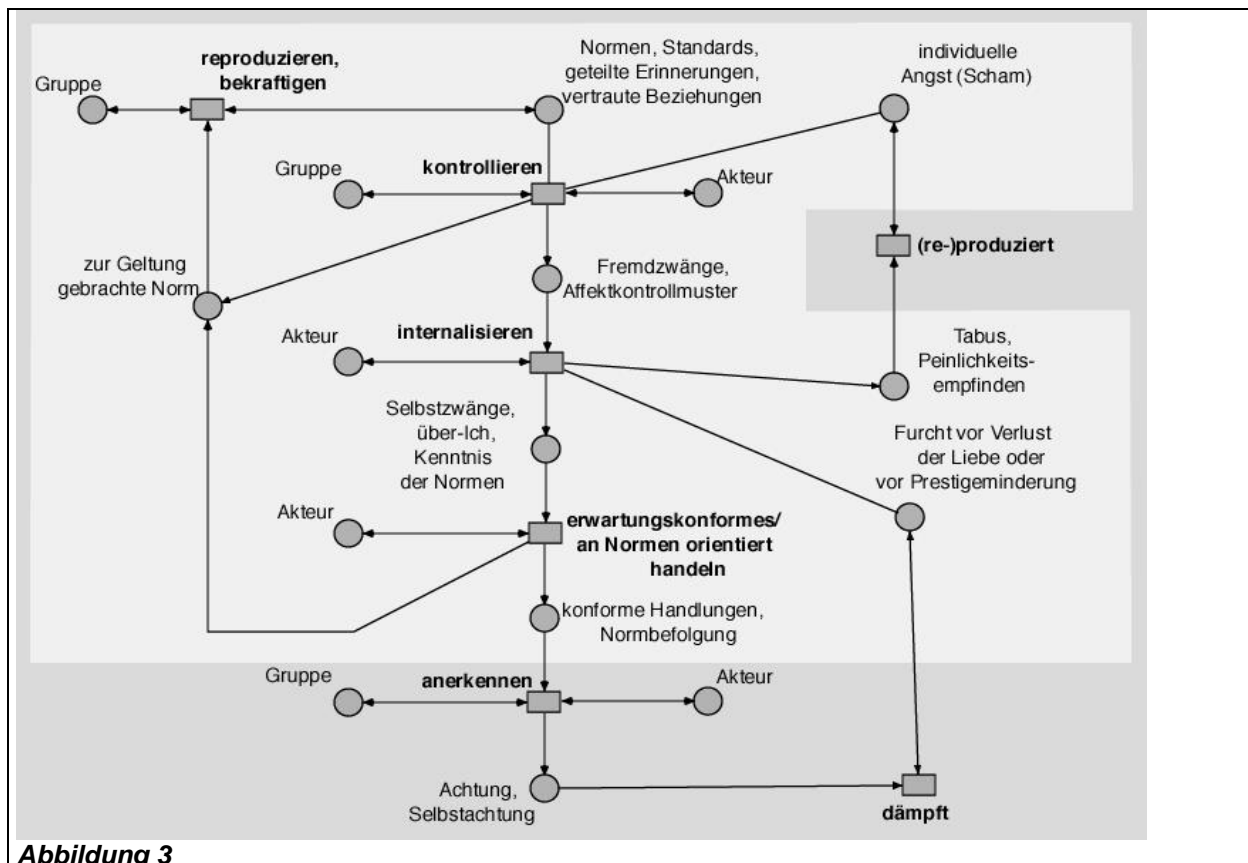 reproduzieren,
bekraftigen
Gruppe
Normen, Standards,
geteilte Erinnerungen,
vertraute Beziehungen
individuelle
Angst (Scham)
Gruppe
kontrollieren
Akteur
(re-)produziert
zur Geltung
gebrachte Norm
Fremdzwänge,
Affektkontrollmuster
Akteur
internalisieren
Tabus,
Peinlichkeits-
empfinden
Selbstzwänge,
über-Ich,
Kenntnis
der Normen
Furcht vor Verlust
der Liebe oder
vor Prestigeminderung
Akteur
erwartungskonformes/
an Normen orientiert
handeln
konforme Handlungen,
Normbefolgung
Gruppe
anerkennen
Akteur
Achtung,
Selbstachtung
dämpft
Abbildung 3